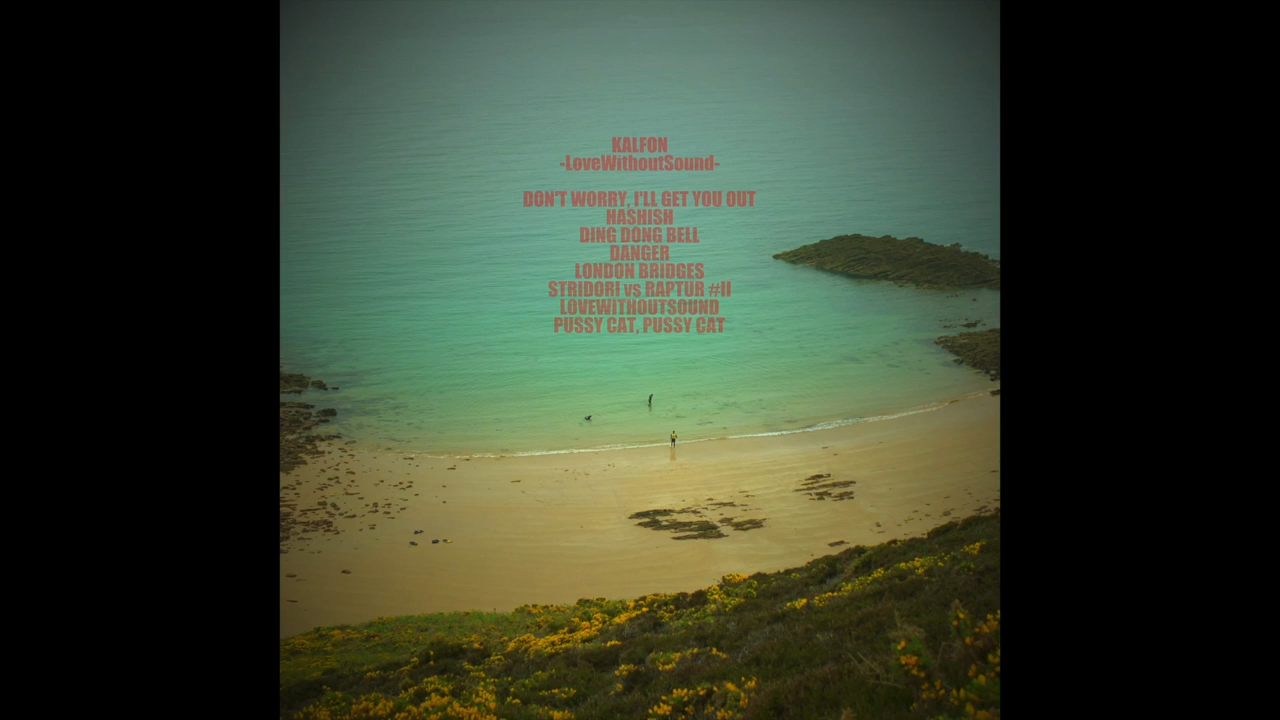 KALFON
-LoveWithoutSound-
DON'T WORRY, I'LL GET YOU OUT
HASHISH
DING DONG BELL
DANGER
LONDON BRIDGES
STRIDOR! vs RAPTUR #II
LOVEWITHOUTSOUND
PUSSY CAT, PUSSY CAT